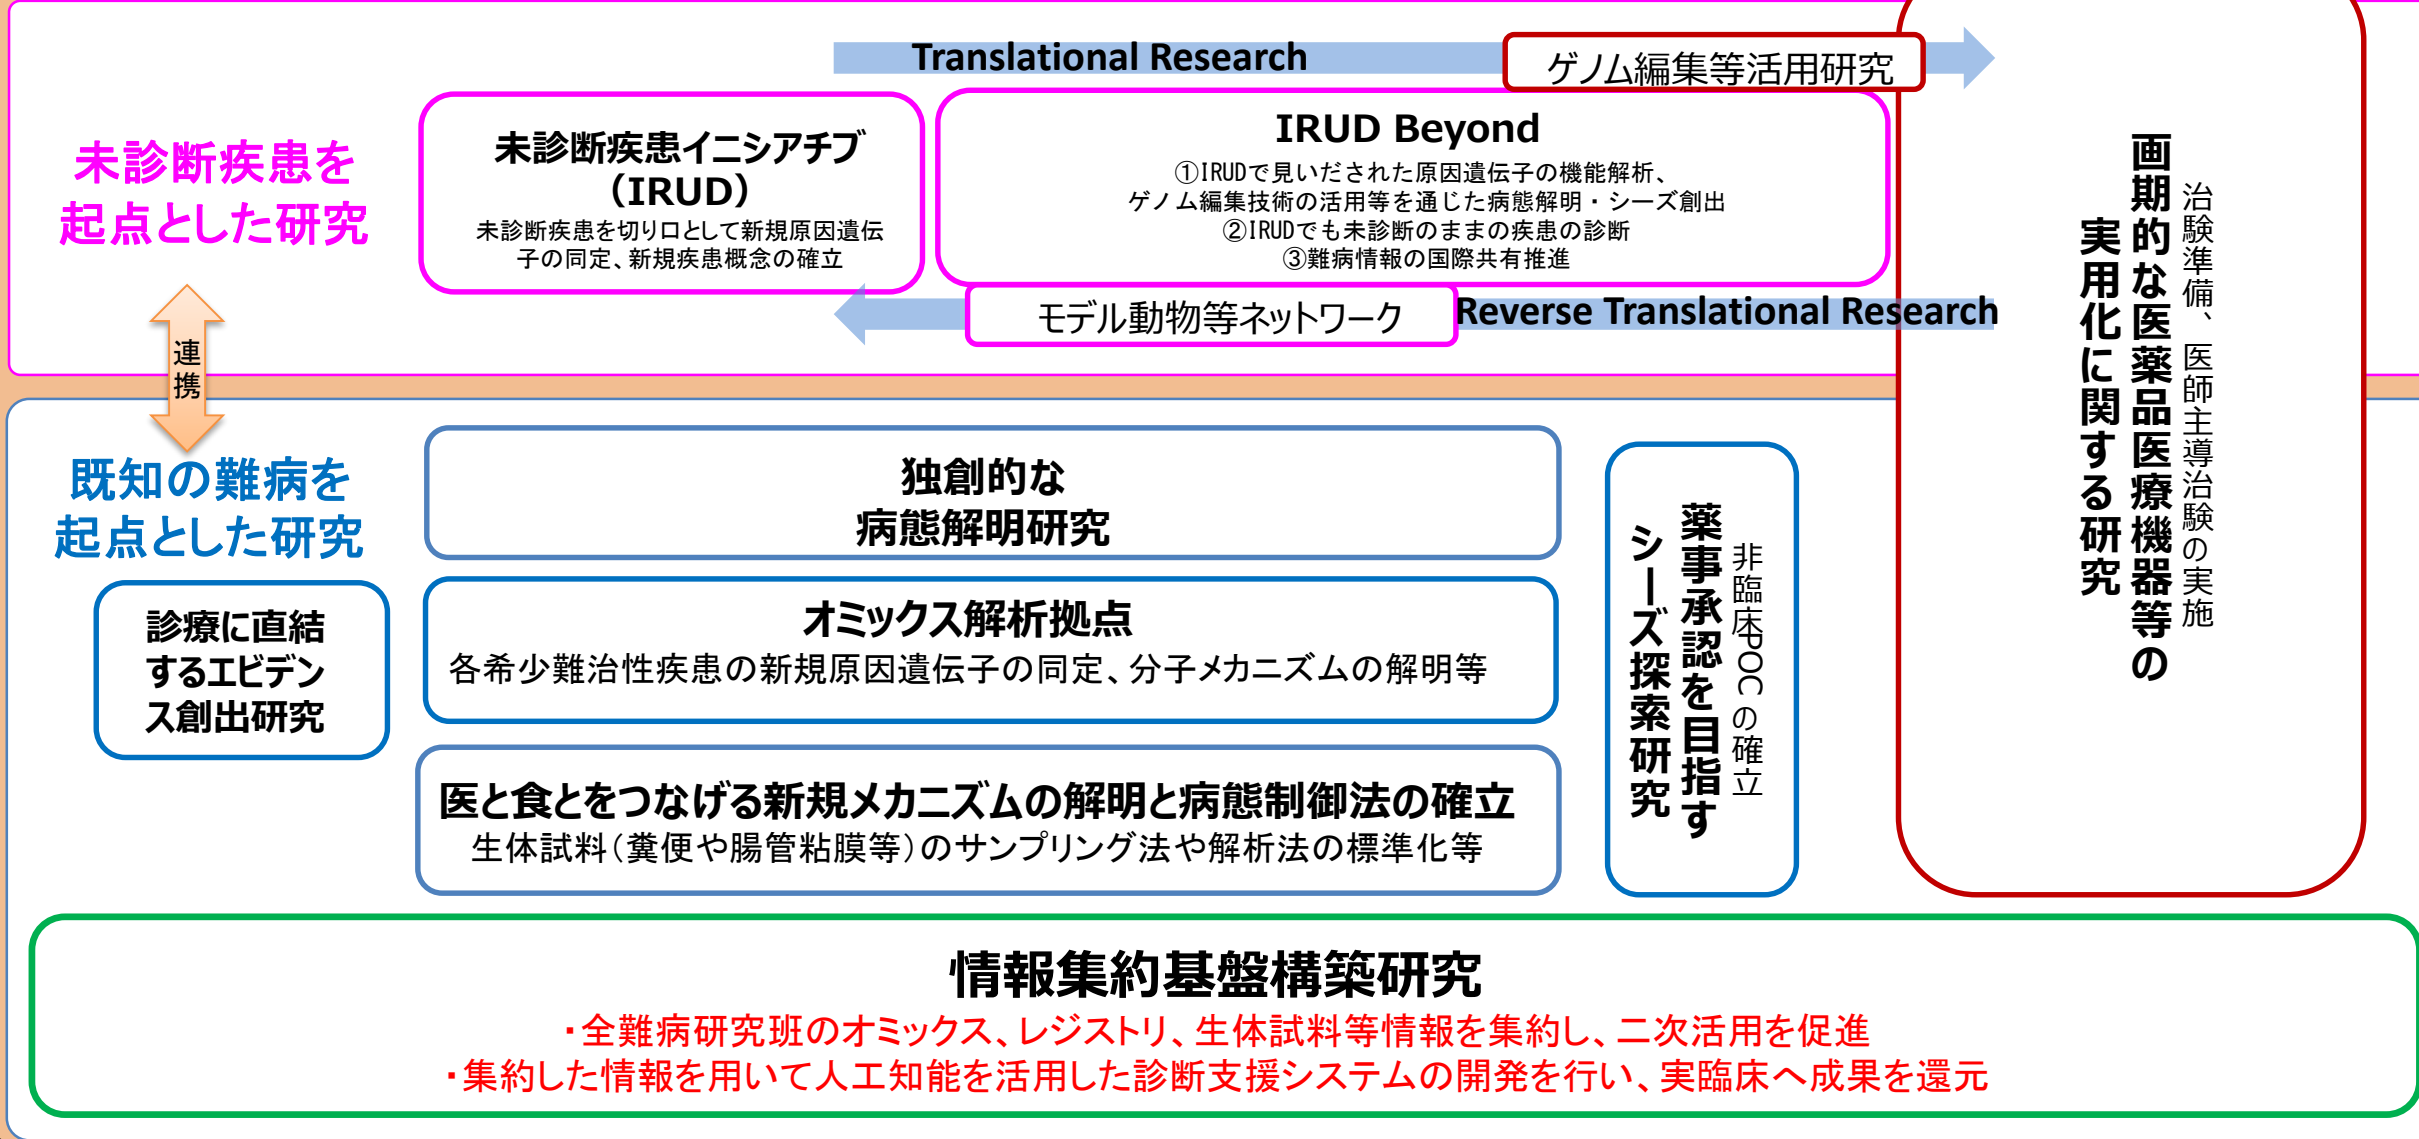 Translational Research
ゲノム編集等活用研究
未診断疾患を
起点とした研究
未診断疾患イニシアチブ
（IRUD）
未診断疾患を切り口として新規原因遺伝
子の同定、新規疾患概念の確立
IRUD Beyond
①IRUDで見いだされた原因遺伝子の機能解析、
ゲノム編集技術の活用等を通じた病態解明・シーズ創出
②IRUDでも未診断のままの疾患の診断
③難病情報の国際共有推進
モデル動物等ネットワーク
Reverse Translational Research
連携
治験準備、医師主導治験の実施
画期的な医薬品医療機器等の
実用化に関する研究
既知の難病を
起点とした研究
診療に直結
するエビデン
ス創出研究
独創的な
病態解明研究
オミックス解析拠点
各希少難治性疾患の新規原因遺伝子の同定、分子メカニズムの解明等
医と食とをつなげる新規メカニズムの解明と病態制御法の確立
生体試料（糞便や腸管粘膜等）のサンプリング法や解析法の標準化等
非臨床POCの確立
薬事承認を目指す
シーズ探索研究
情報集約基盤構築研究
・全難病研究班のオミックス、レジストリ、生体試料等情報を集約し、二次活用を促進
・集約した情報を用いて人工知能を活用した診断支援システムの開発を行い、実臨床へ成果を還元